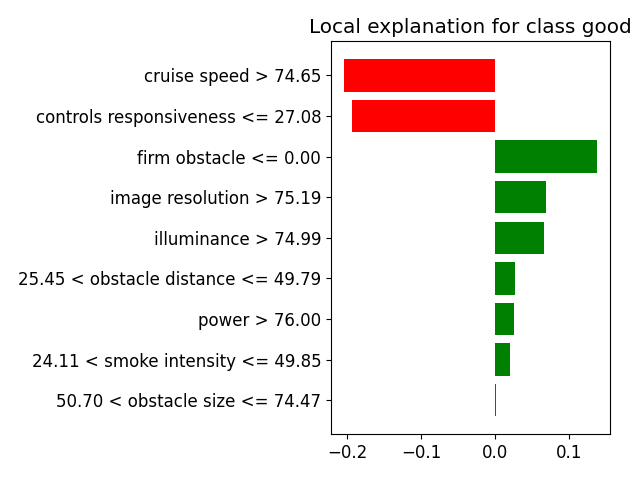 Local explanation for class good
cruise speed > 74.65
controls responsiveness <= 27.08
firm obstacle <= 0.00
image resolution > 75.19
illuminance > 74.99
25.45 < obstacle distance <= 49.79
power > 76.00
24.11 < smoke intensity <= 49.85
50.70 < obstacle size <= 74.47
−0.2 −0.1 0.0 0.1